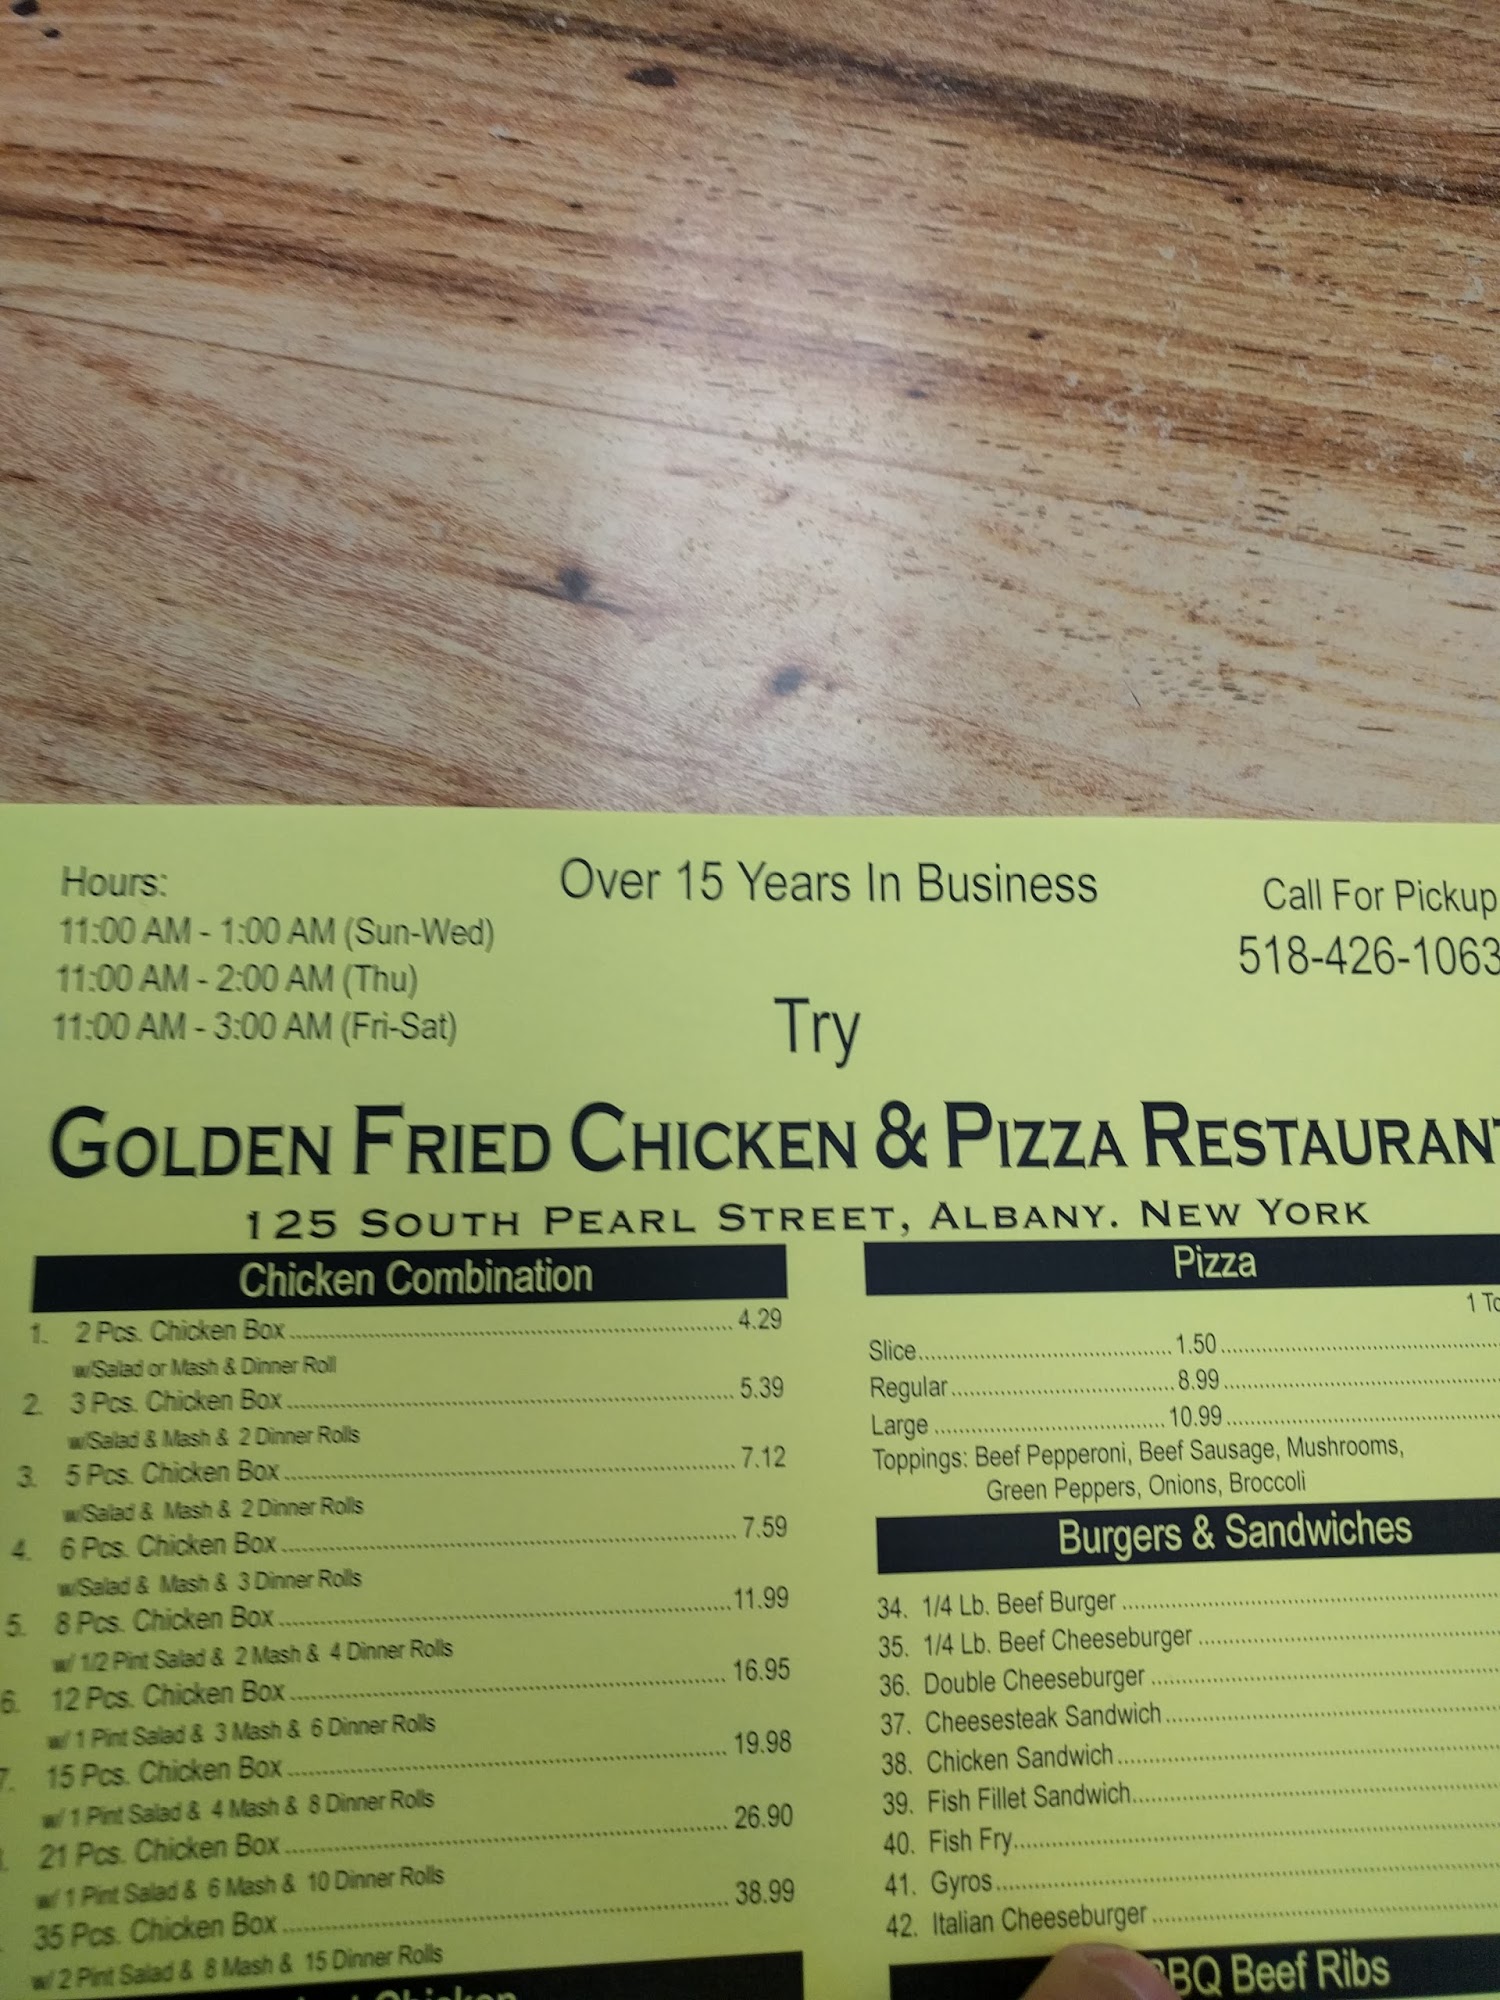 Hours:
11:00 AM - 1:00 AM (Sun-Wed)
11:00 AM - 2:00 AM (Thu)
11:00 AM - 3:00 AM (Fri-Sat)
Over 15 Years In Business
Call For Pickup
518-426-1063
Try
GOLDEN FRIED CHICKEN & PIZZA RESTAURANT
125 SOUTH PEARL STREET, ALBANY. NEW YORK
Chicken Combination
1. 2 Pcs. Chicken Box 4.29
w/Salad or Mash & Dinner Roll
2. 3 Pcs. Chicken Box 5.39
w/Salad & Mash & 2 Dinner Rolls
3. 5 Pcs. Chicken Box 7.12
w/Salad & Mash & 2 Dinner Rolls
4. 6 Pcs. Chicken Box 7.59
w/Salad & Mash & 3 Dinner Rolls
5. 8 Pcs. Chicken Box 11.99
w/ 1/2 Pint Salad & 2 Mash & 4 Dinner Rolls
6. 12 Pcs. Chicken Box 16.95
w/ 1 Pint Salad & 3 Mash & 6 Dinner Rolls
7. 15 Pcs. Chicken Box 19.98
w/ 1 Pint Salad & 4 Mash & 8 Dinner Rolls
21 Pcs. Chicken Box 26.90
w/ 1 Pint Salad & 6 Mash & 10 Dinner Rolls
35 Pcs. Chicken Box 38.99
w/ 2 Pint Salad & 8 Mash & 15 Dinner Rolls
Chicken
Pizza
1
Slice 1.50
Regular 8.99
Large 10.99
Toppings: Beef Pepperoni, Beef Sausage, Mushrooms,
Green Peppers, Onions, Broccoli
Burgers & Sandwiches
34. 1/4 Lb. Beef Burger
35. 1/4 Lb. Beef Cheeseburger
36. Double Cheeseburger
37. Cheesesteak Sandwich
38. Chicken Sandwich
39. Fish Fillet Sandwich
40. Fish Fry
41. Gyros
42. Italian Cheeseburger
BBQ Beef Ribs